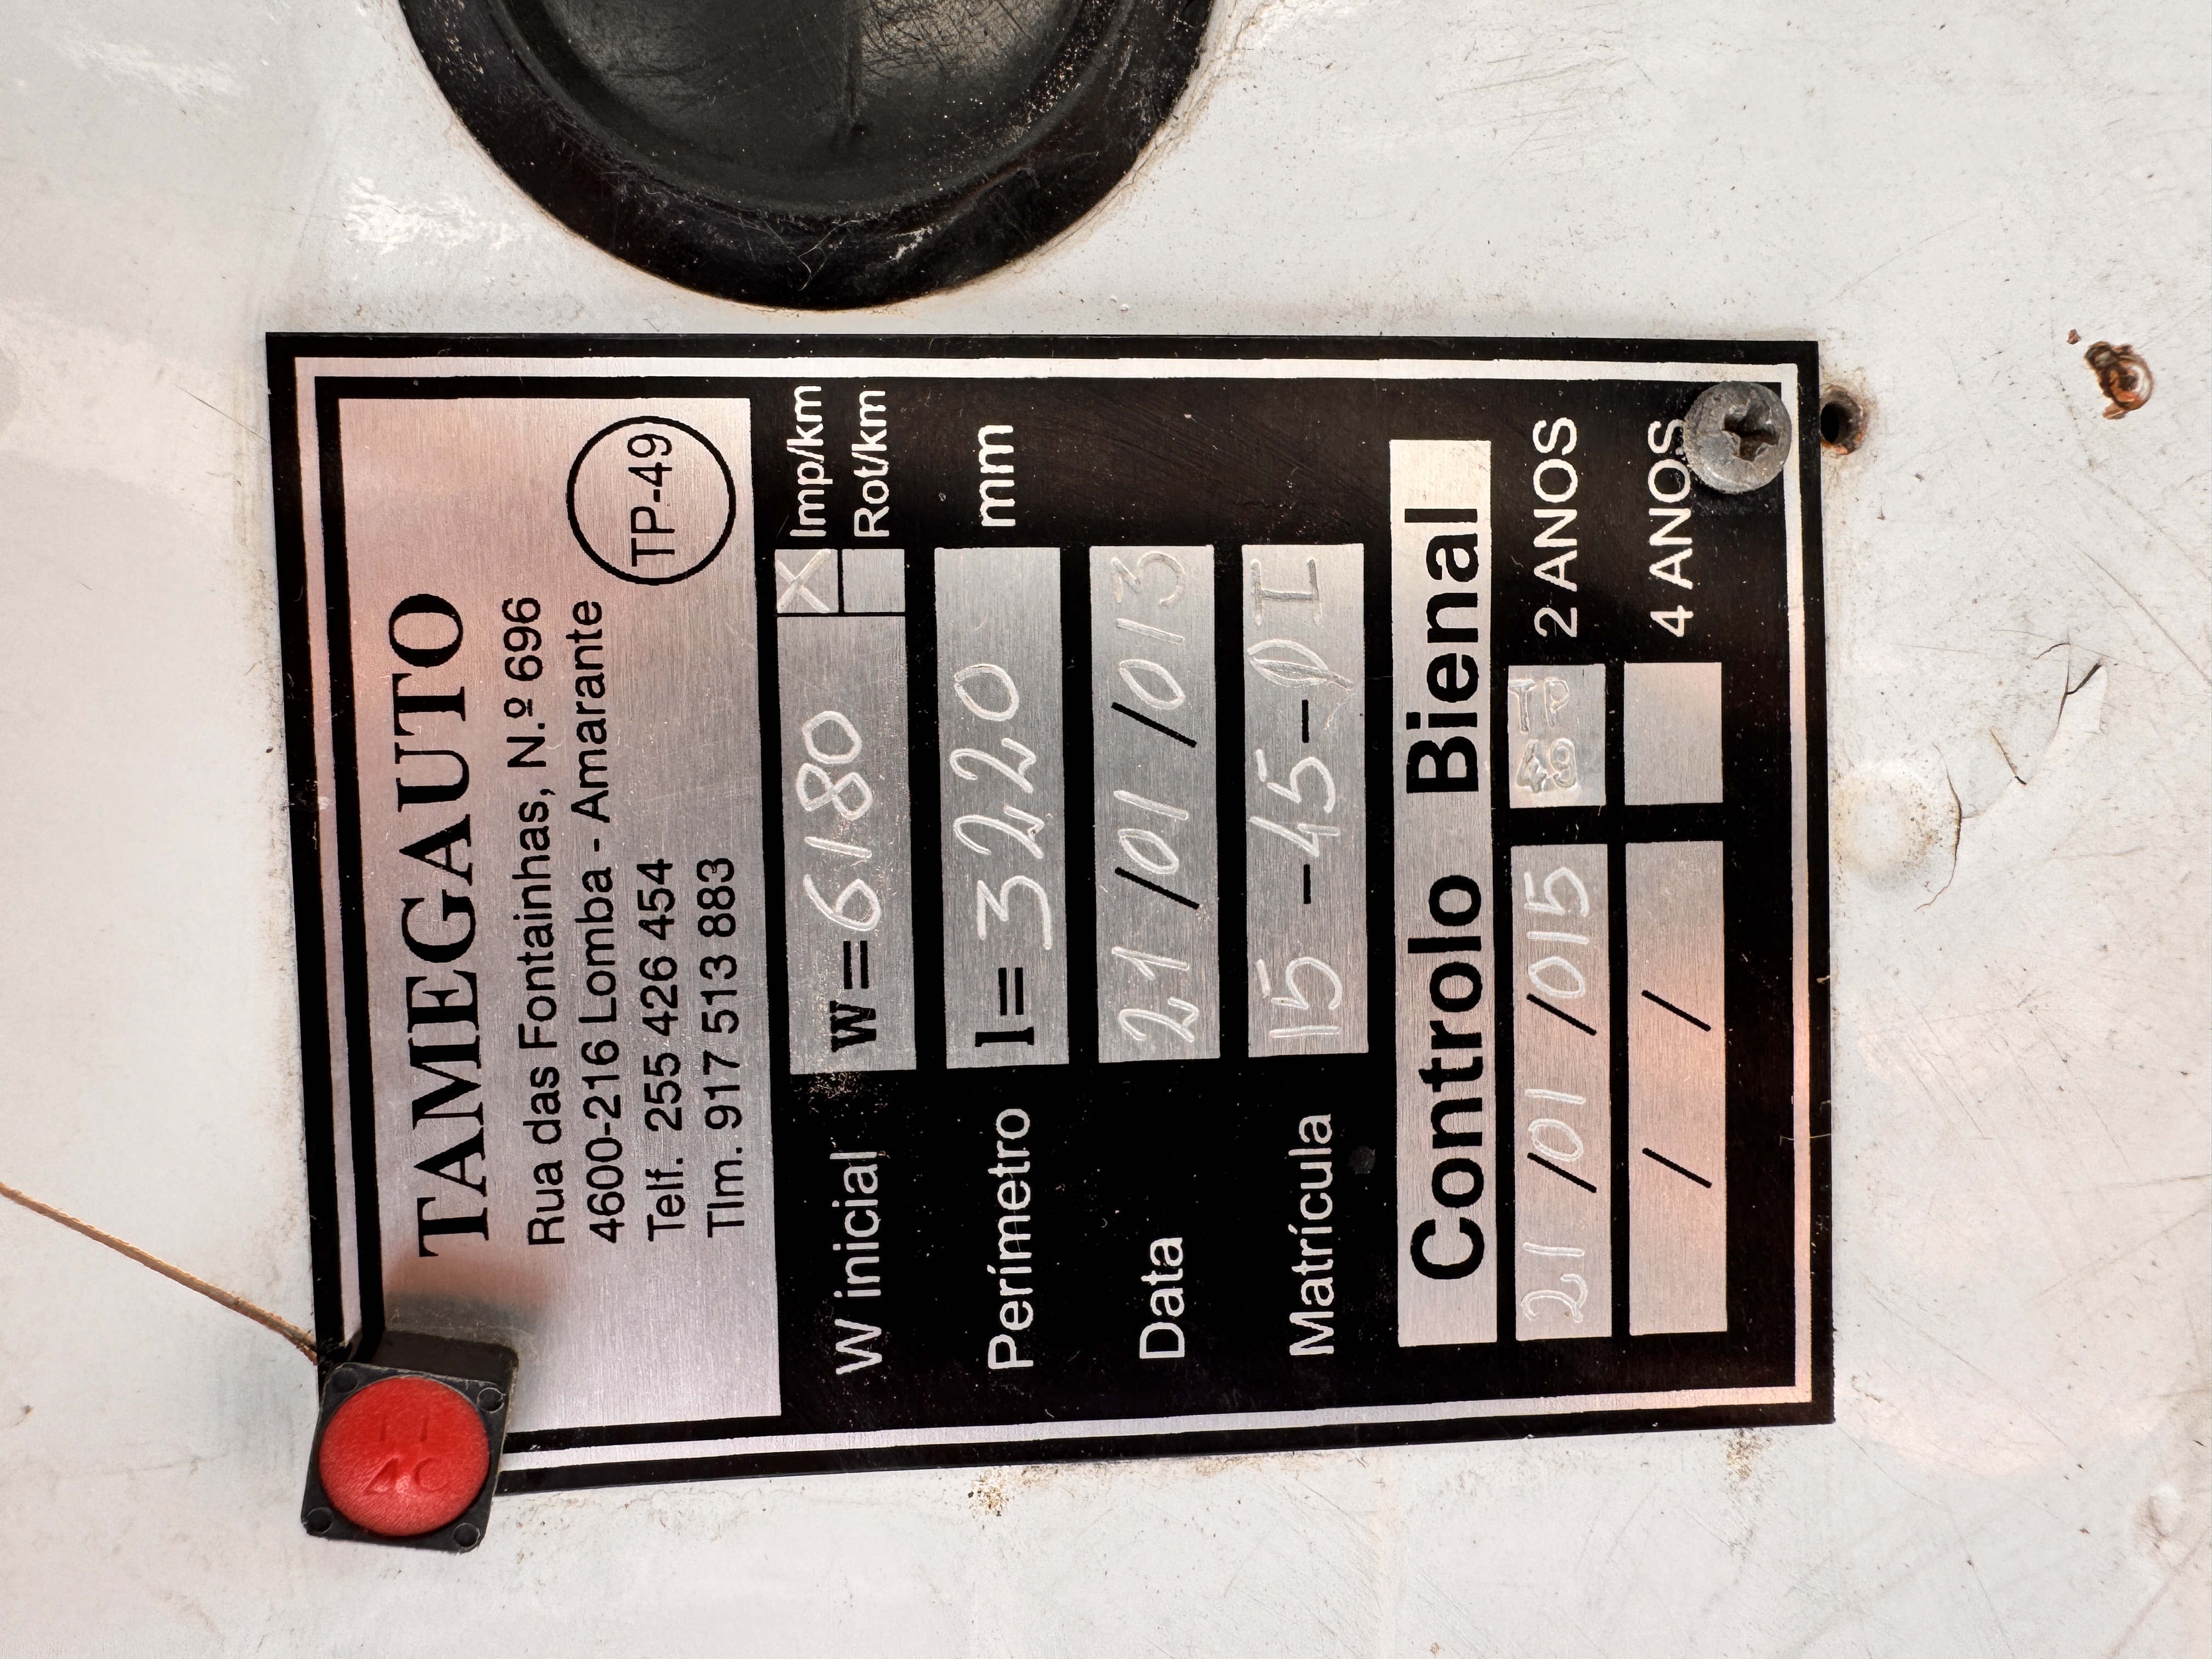 TAMEGAUTO
Rua das Fontainhas, N.º 696
4600-216 Lomba - Amarante
Telf. 255 426 454
Tlm. 917 513 883
TP-49
W inicial W=6180 X Imp/km
Rot/km
Perímetro l= 3220 mm
Data 21/01/013
Matrícula 15-45-QI
Controlo Bienal
21/01/015 TP 49 2 ANOS
/ / 4 ANOS